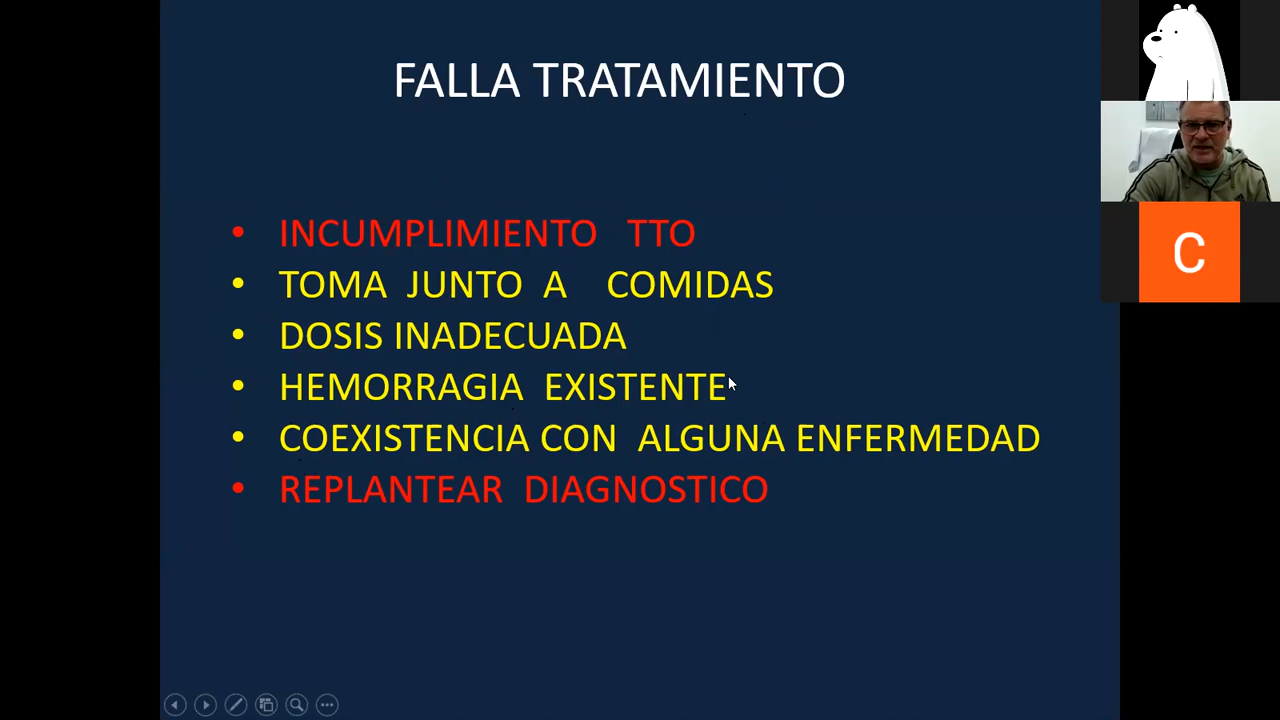 FALLA TRATAMIENTO
• INCUMPLIMIENTO TTO
• TOMA JUNTO A COMIDAS
• DOSIS INADECUADA
• HEMORRAGIA EXISTENTE
• COEXISTENCIA CON ALGUNA ENFERMEDAD
• REPLANTEAR DIAGNOSTICO
C